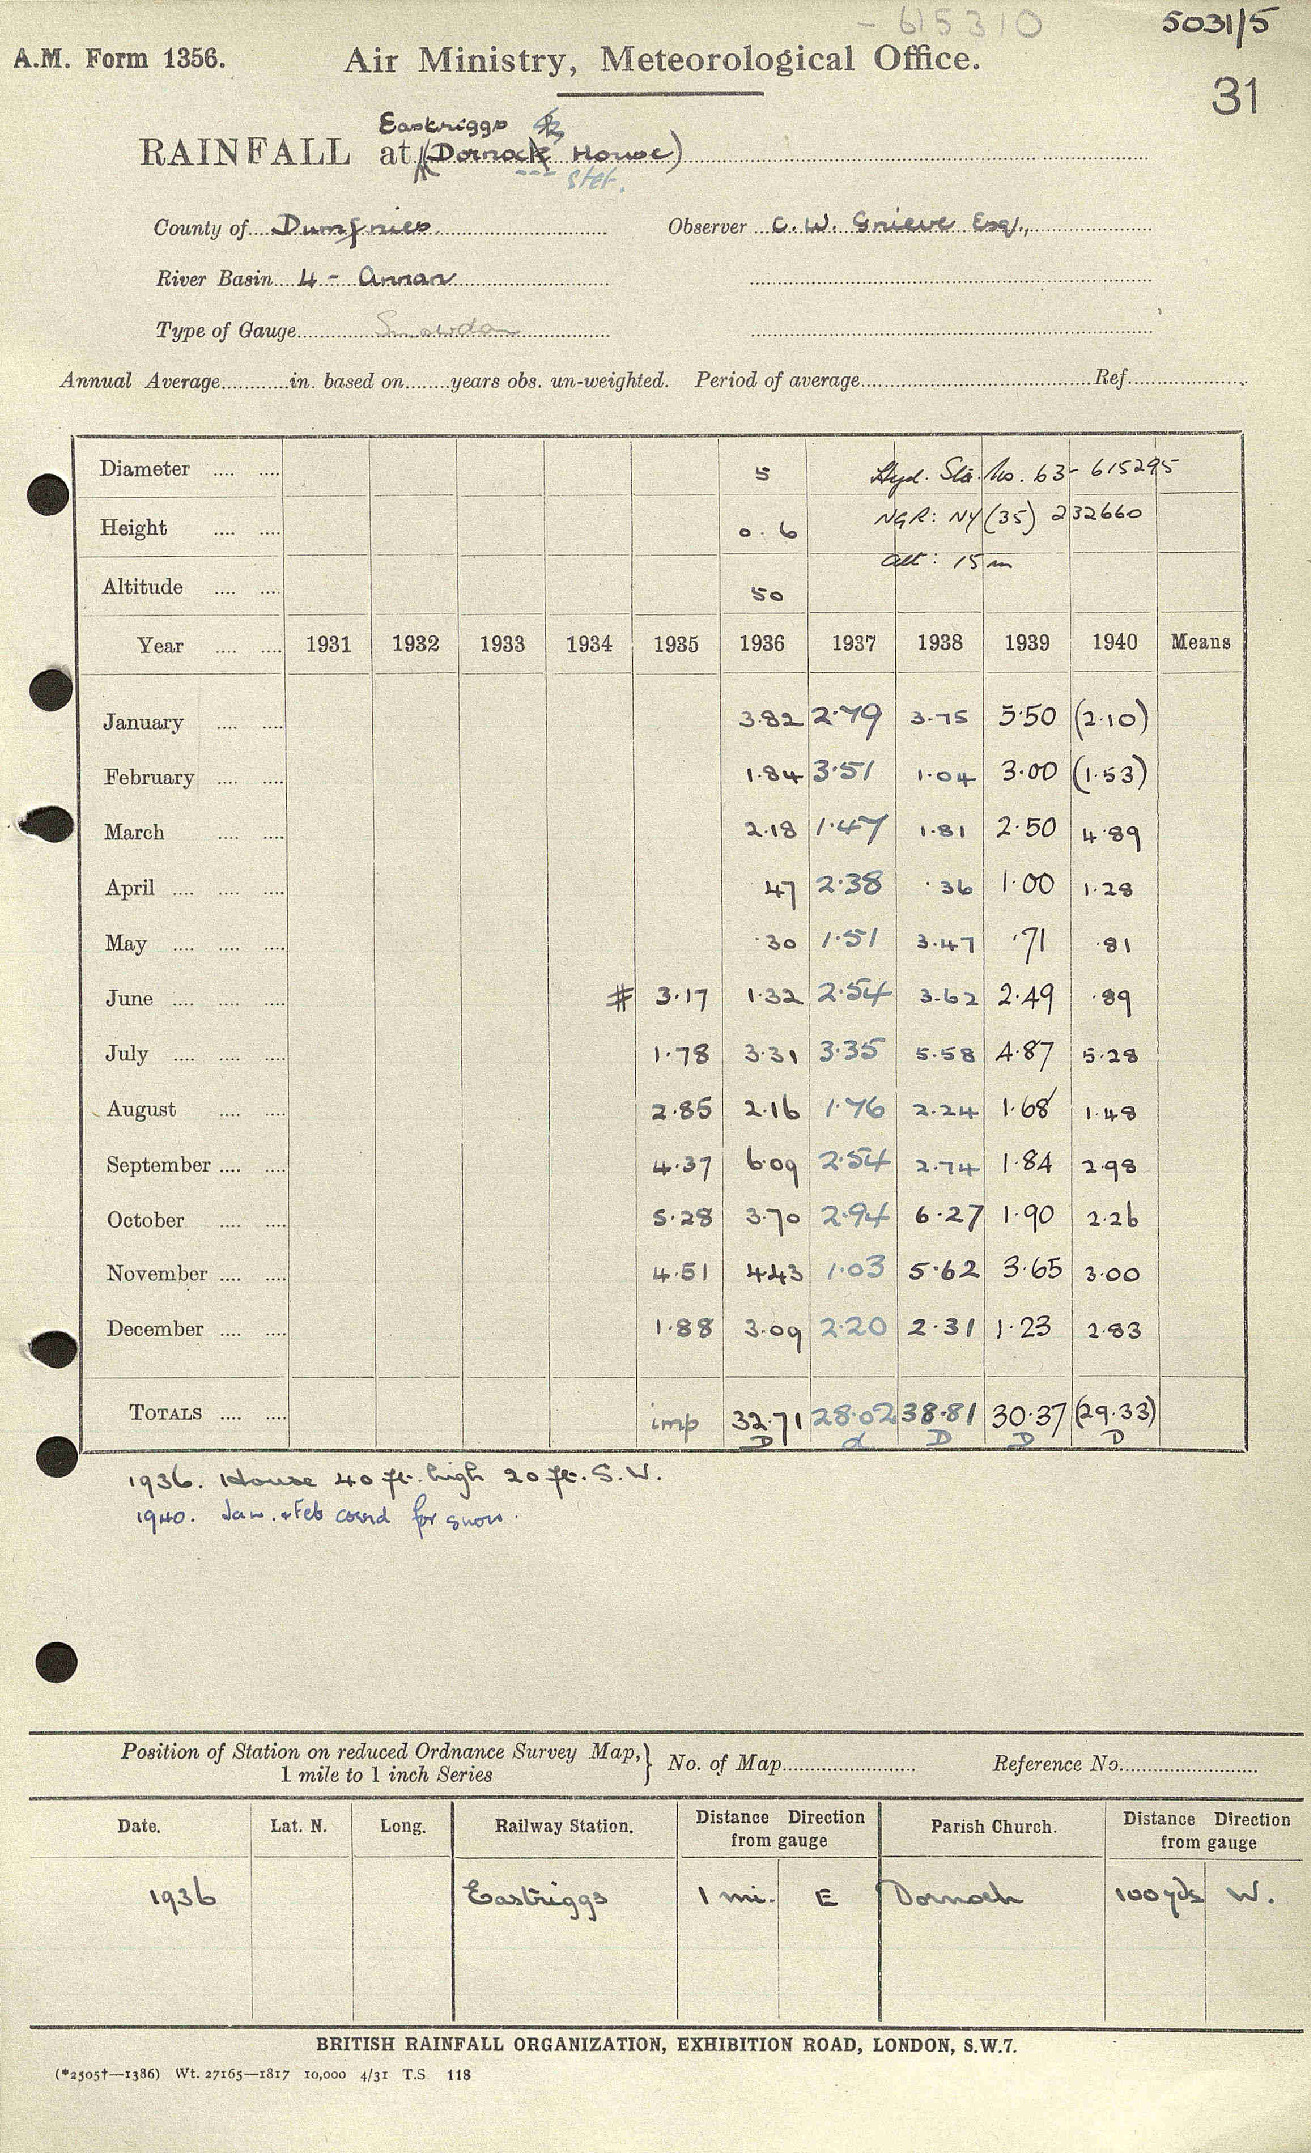 - 615310
5031/5
A.M. Form 1356.
Air Ministry, Meteorological Office.
31
Eastriggs
RAINFALL at (Dornock House)
stet.
County of Dumfries. Observer C. W. Grieve Esq.,
River Basin 4 - Annan
Type of Gauge Snowdon
Annual Average in. based on years obs. un-weighted. Period of average Ref.
Diameter 5 Hyd. Sta. No. 63 - 615295
Height 0.6 NGR: NY (35) 232660
Alt: 15 m
Altitude 50
Year 1931 1932 1933 1934 1935 1936 1937 1938 1939 1940 Means
January 3.82 2.79 3.75 5.50 (2.10)
February 1.84 3.51 1.04 3.00 (1.53)
March 2.18 1.47 1.81 2.50 4.89
April 47 2.38 .36 1.00 1.28
May .30 1.51 3.47 .71 .81
June # 3.17 1.32 2.54 3.62 2.49 .89
July 1.78 3.31 3.35 5.58 4.87 5.28
August 2.85 2.16 1.76 2.24 1.68 1.48
September 4.37 6.09 2.54 2.74 1.84 2.98
October 5.28 3.70 2.94 6.27 1.90 2.26
November 4.51 4.43 1.03 5.62 3.65 3.00
December 1.88 3.09 2.20 2.31 1.23 2.83
TOTALS imp 32.71 28.02 38.81 30.37 (29.33)
D D D D
1936. House 40 ft. high 20 ft. S.W.
1940. Jan. & Feb corrd for snow.
Position of Station on reduced Ordnance Survey Map, 1 mile to 1 inch Series } No. of Map Reference No.
Date. Lat. N. Long. Railway Station. Distance Direction from gauge Parish Church. Distance Direction from gauge
1936 Eastriggs 1 mi. E Dornoch 100 yds W.
BRITISH RAINFALL ORGANIZATION, EXHIBITION ROAD, LONDON, S.W.7.
(*2505†—1386) Wt. 27165—1817 10,000 4/31 T.S 118